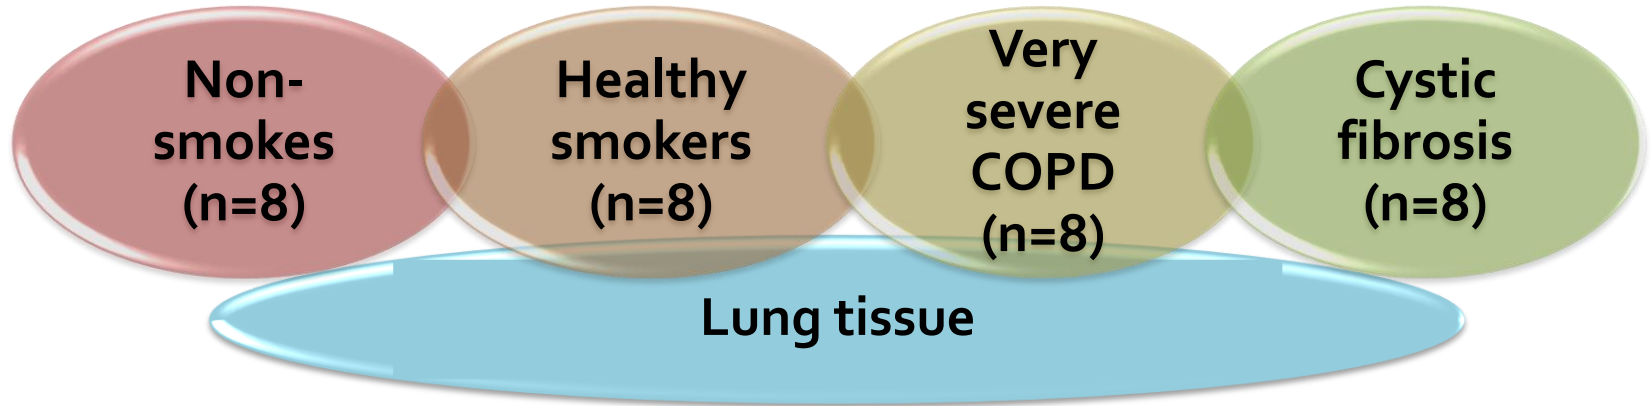 Non-
smokes
(n=8)
Healthy
smokers
(n=8)
Very
severe
COPD
(n=8)
Cystic
fibrosis
(n=8)
Lung tissue